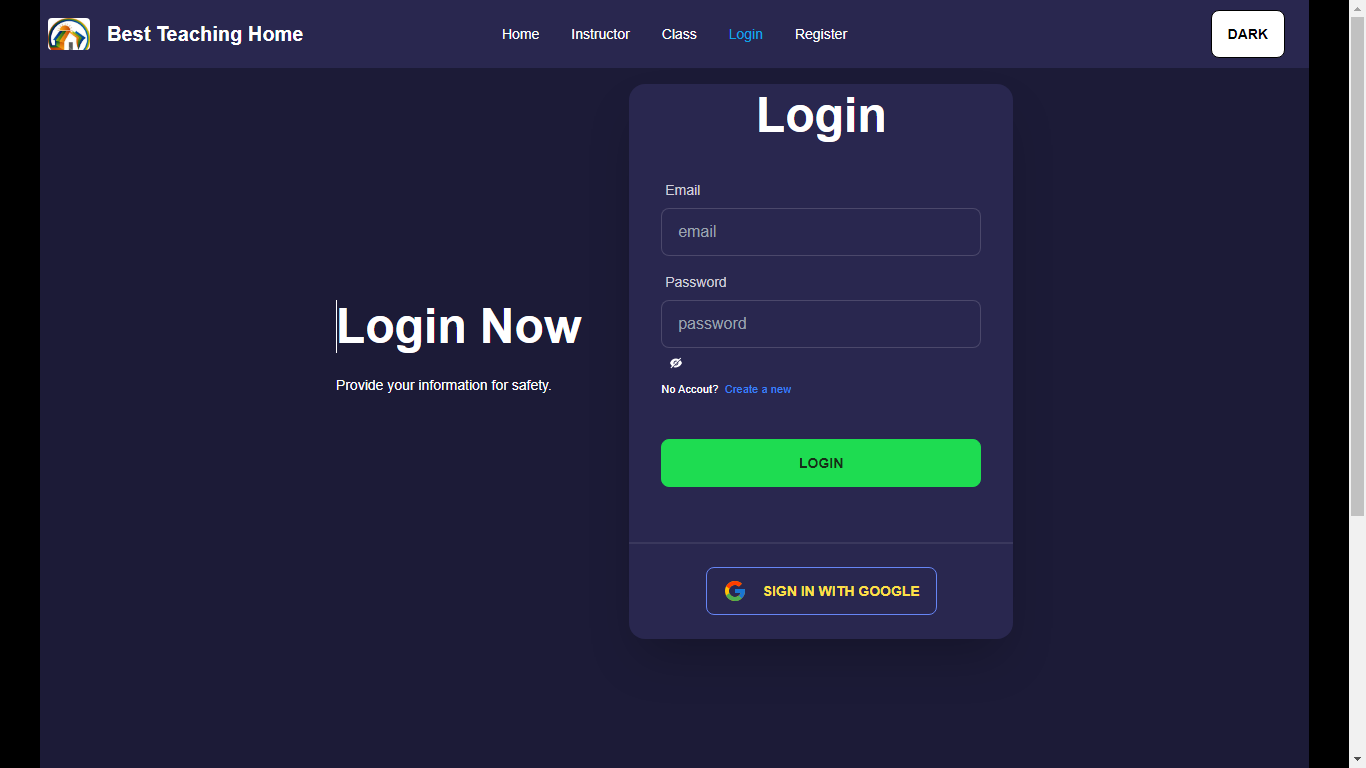 Best Teaching Home
Home Instructor Class Login Register
DARK
Login Now
Provide your information for safety.
Login
Email
email
Password
password
No Accout? Create a new
LOGIN
SIGN IN WITH GOOGLE